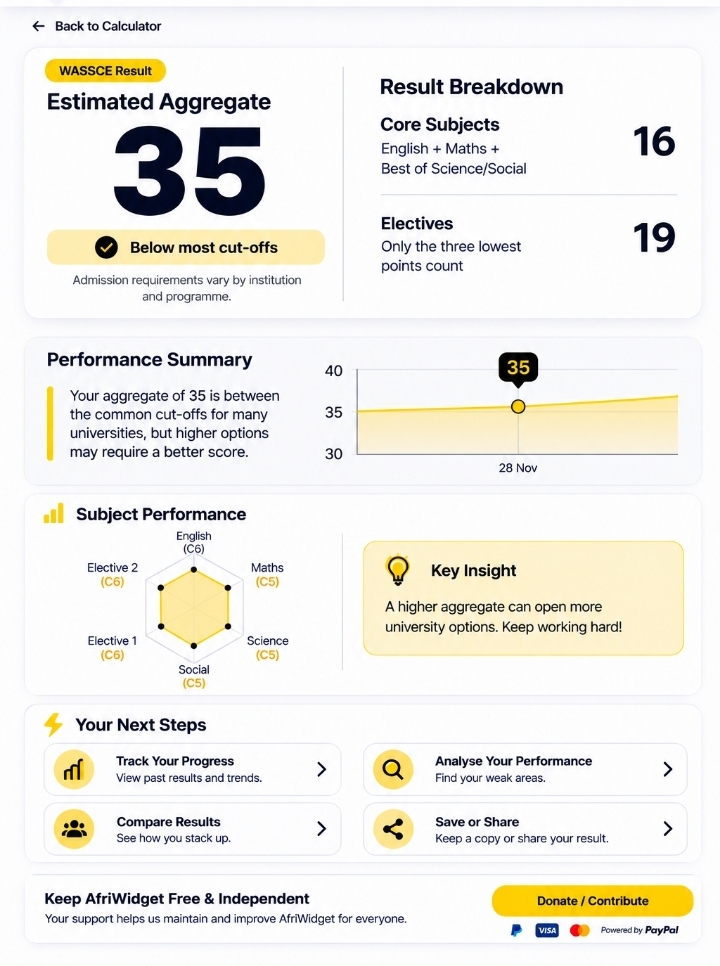 Back to Calculator
WASSCE Result
Estimated Aggregate
35
Below most cut-offs
Admission requirements vary by institution
and programme.
Result Breakdown
Core Subjects
English + Maths +
Best of Science/Social
16
Electives
Only the three lowest
points count
19
Performance Summary
Your aggregate of 35 is between
the common cut-offs for many
universities, but higher options
may require a better score.
40
35
30
35
28 Nov
Subject Performance
English
(C6)
Maths
(C5)
Science
(C5)
Social
(C5)
Elective 1
(C6)
Elective 2
(C6)
Key Insight
A higher aggregate can open more
university options. Keep working hard!
Your Next Steps
Track Your Progress
View past results and trends.
Analyse Your Performance
Find your weak areas.
Compare Results
See how you stack up.
Save or Share
Keep a copy or share your result.
Keep AfriWidget Free & Independent
Your support helps us maintain and improve AfriWidget for everyone.
Donate / Contribute
VISA
Powered by PayPal